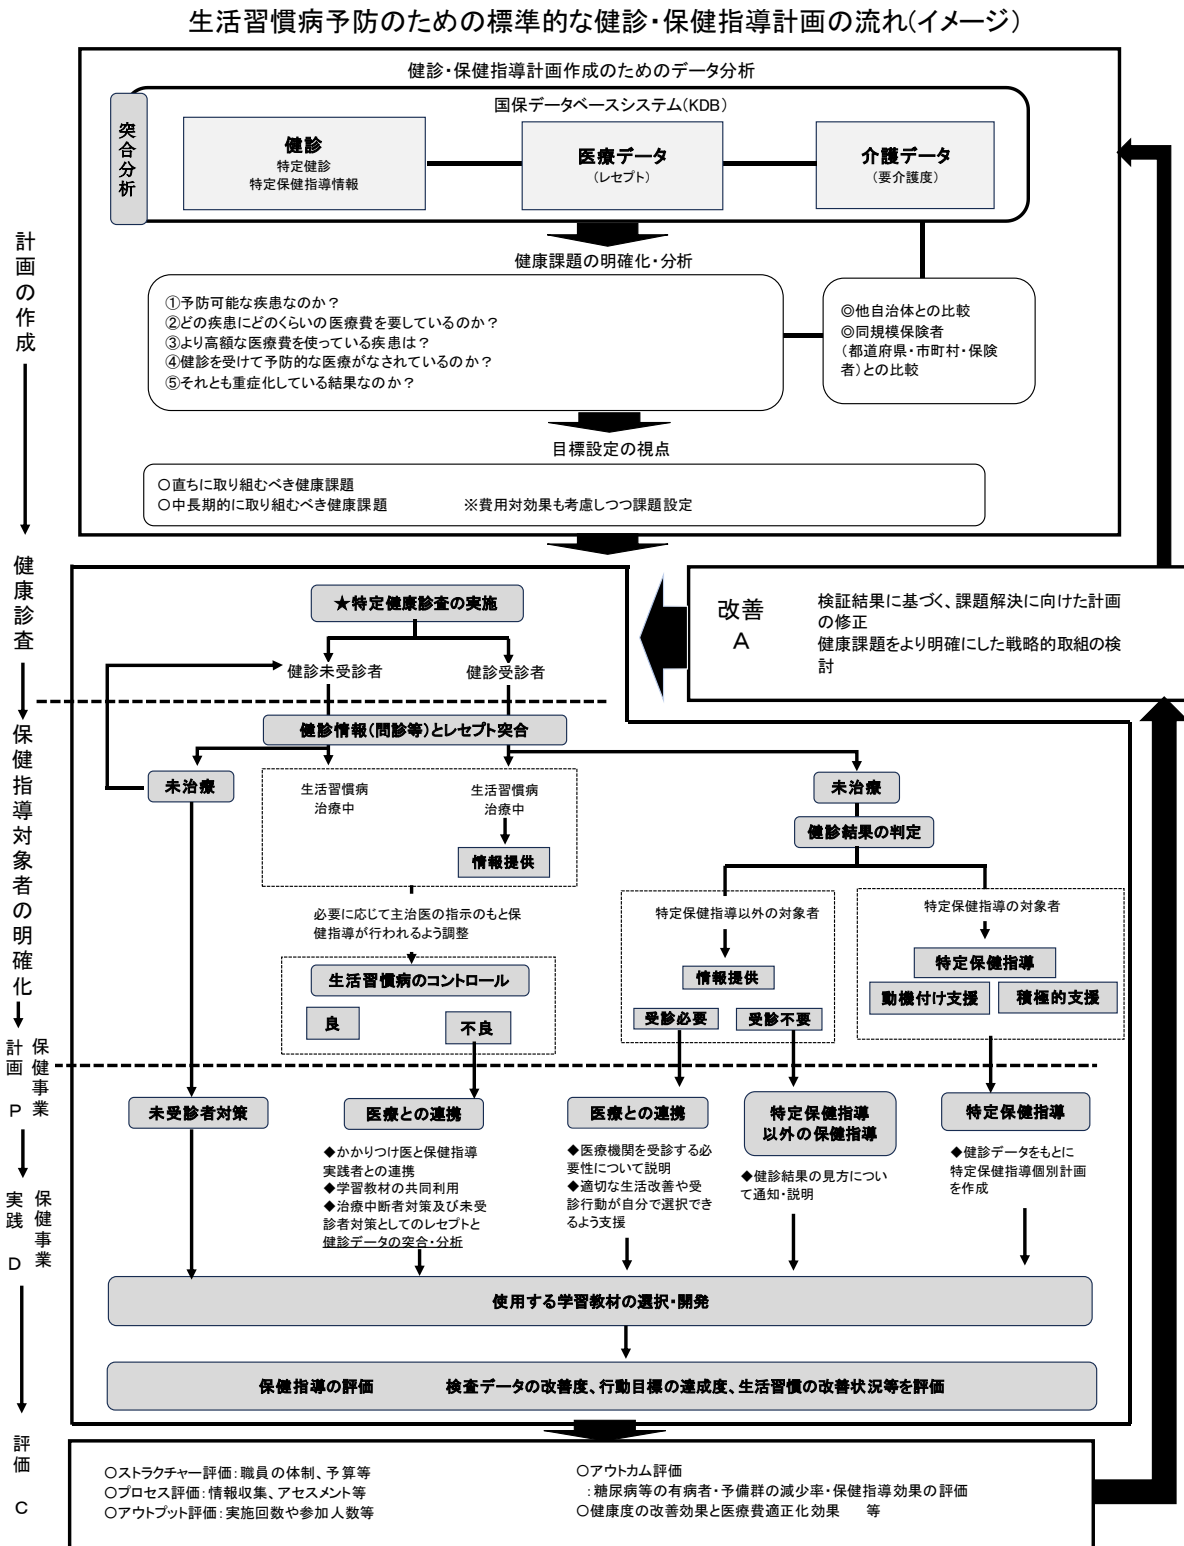 生活習慣病予防のための標準的な健診・保健指導計画の流れ(イメージ)
健診・保健指導計画作成のためのデータ分析
国保データベースシステム(KDB)
突合分析
健診
特定健診
特定保健指導情報
医療データ
(レセプト)
介護データ
(要介護度)
計画の作成
健康課題の明確化・分析
①予防可能な疾患なのか?
②どの疾患にどのくらいの医療費を要しているのか?
③より高額な医療費を使っている疾患は?
④健診を受けて予防的な医療がなされているのか?
⑤それとも重症化している結果なのか?
◎他自治体との比較
◎同規模保険者
(都道府県・市町村・保険
者)との比較
目標設定の視点
○直ちに取り組むべき健康課題
○中長期的に取り組むべき健康課題 ※費用対効果も考慮しつつ課題設定
健康診査
★特定健康診査の実施
改善
A
検証結果に基づく、課題解決に向けた計画
の修正
健康課題をより明確にした戦略的取組の検
討
健診未受診者
健診受診者
保健指導対象者の明確化
健診情報(問診等)とレセプト突合
未治療
生活習慣病
治療中
生活習慣病
治療中
情報提供
未治療
健診結果の判定
必要に応じて主治医の指示のもと保
健指導が行われるよう調整
生活習慣病のコントロール
良
不良
特定保健指導以外の対象者
情報提供
受診必要
受診不要
特定保健指導の対象者
特定保健指導
動機付け支援
積極的支援
保健事業
計画 P
未受診者対策
医療との連携
◆かかりつけ医と保健指導
実践者との連携
◆学習教材の共同利用
◆治療中断者対策及び未受
診者対策としてのレセプトと
健診データの突合・分析
医療との連携
◆医療機関を受診する必
要性について説明
◆適切な生活改善や受
診行動が自分で選択でき
るよう支援
特定保健指導
以外の保健指導
◆健診結果の見方につい
て通知・説明
特定保健指導
◆健診データをもとに
特定保健指導個別計画
を作成
保健事業
実践 D
使用する学習教材の選択・開発
保健指導の評価 検査データの改善度、行動目標の達成度、生活習慣の改善状況等を評価
評価 C
○ストラクチャー評価:職員の体制、予算等
○プロセス評価:情報収集、アセスメント等
○アウトプット評価:実施回数や参加人数等
○アウトカム評価
:糖尿病等の有病者・予備群の減少率・保健指導効果の評価
○健康度の改善効果と医療費適正化効果 等